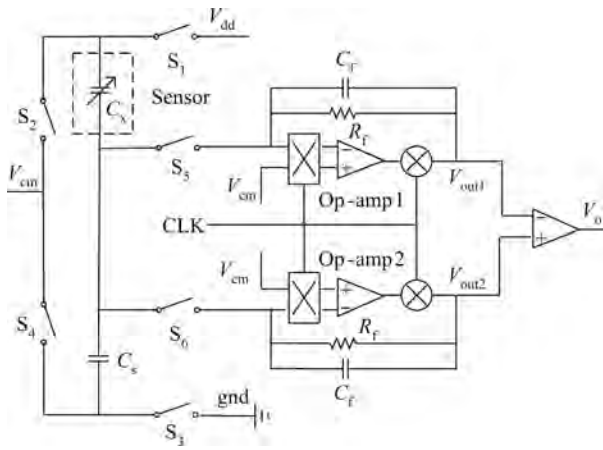 V_dd
S_1
C_x
Sensor
S_2
V_cm
S_5
C_f
R_f
V_cm
Op-amp1
V_out1
CLK
V_o
Op-amp2
V_cm
V_out2
S_4
S_6
R_f
C_s
C_f
gnd
S_3